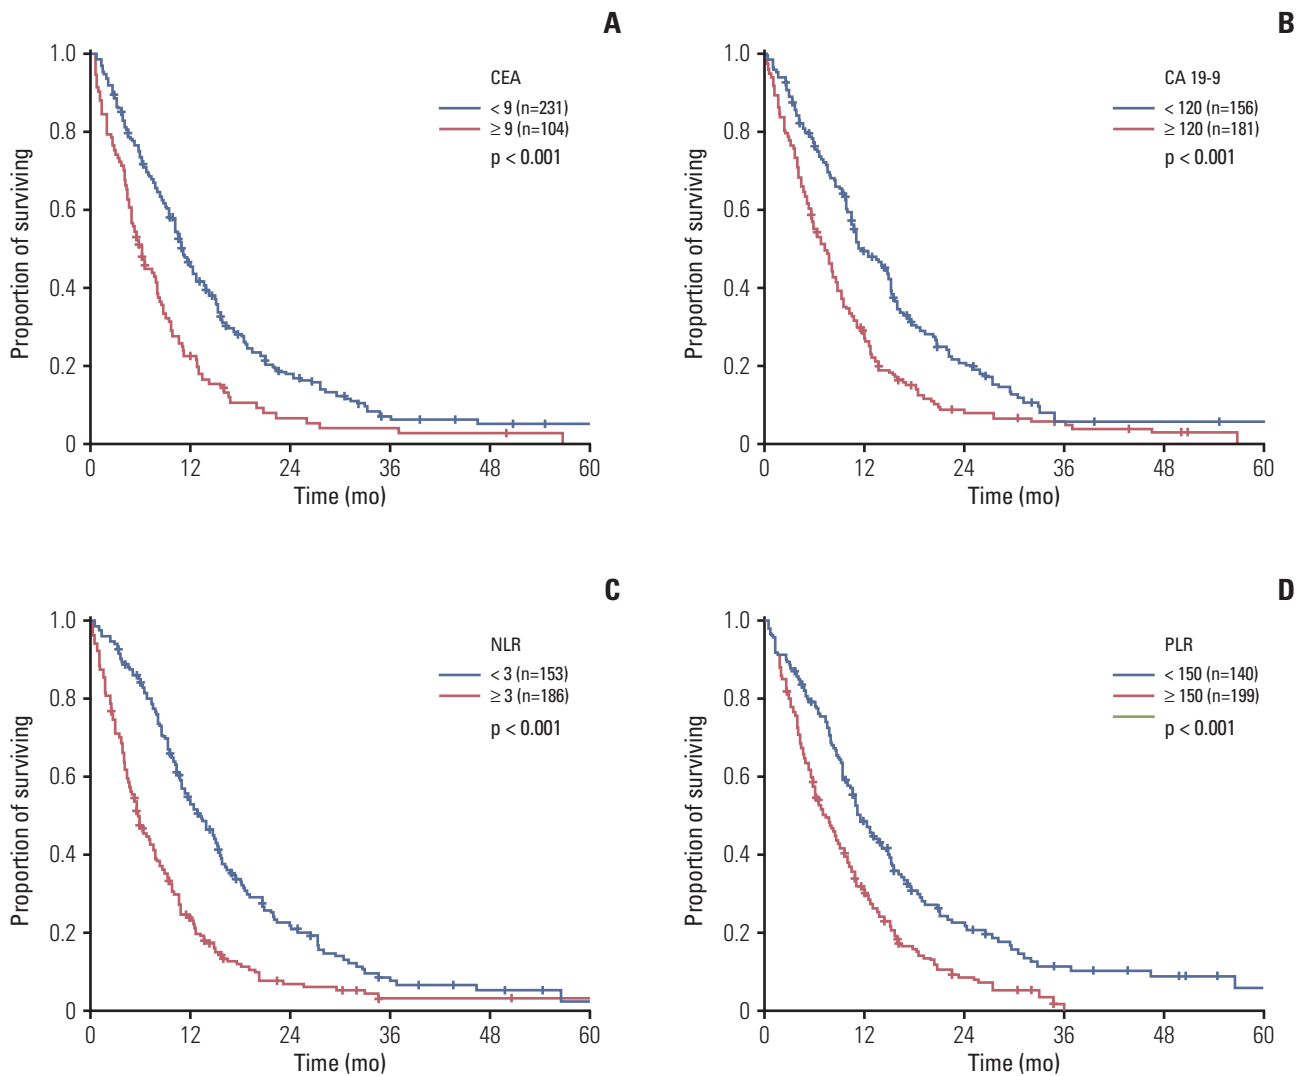 A
1.0
0.8
0.6
0.4
0.2
0
Proportion of surviving
CEA
< 9 (n=231)
≥ 9 (n=104)
p < 0.001
0 12 24 36 48 60
Time (mo)
B
1.0
0.8
0.6
0.4
0.2
0
Proportion of surviving
CA 19-9
< 120 (n=156)
≥ 120 (n=181)
p < 0.001
0 12 24 36 48 60
Time (mo)
C
1.0
0.8
0.6
0.4
0.2
0
Proportion of surviving
NLR
< 3 (n=153)
≥ 3 (n=186)
p < 0.001
0 12 24 36 48 60
Time (mo)
D
1.0
0.8
0.6
0.4
0.2
0
Proportion of surviving
PLR
< 150 (n=140)
≥ 150 (n=199)
p < 0.001
0 12 24 36 48 60
Time (mo)